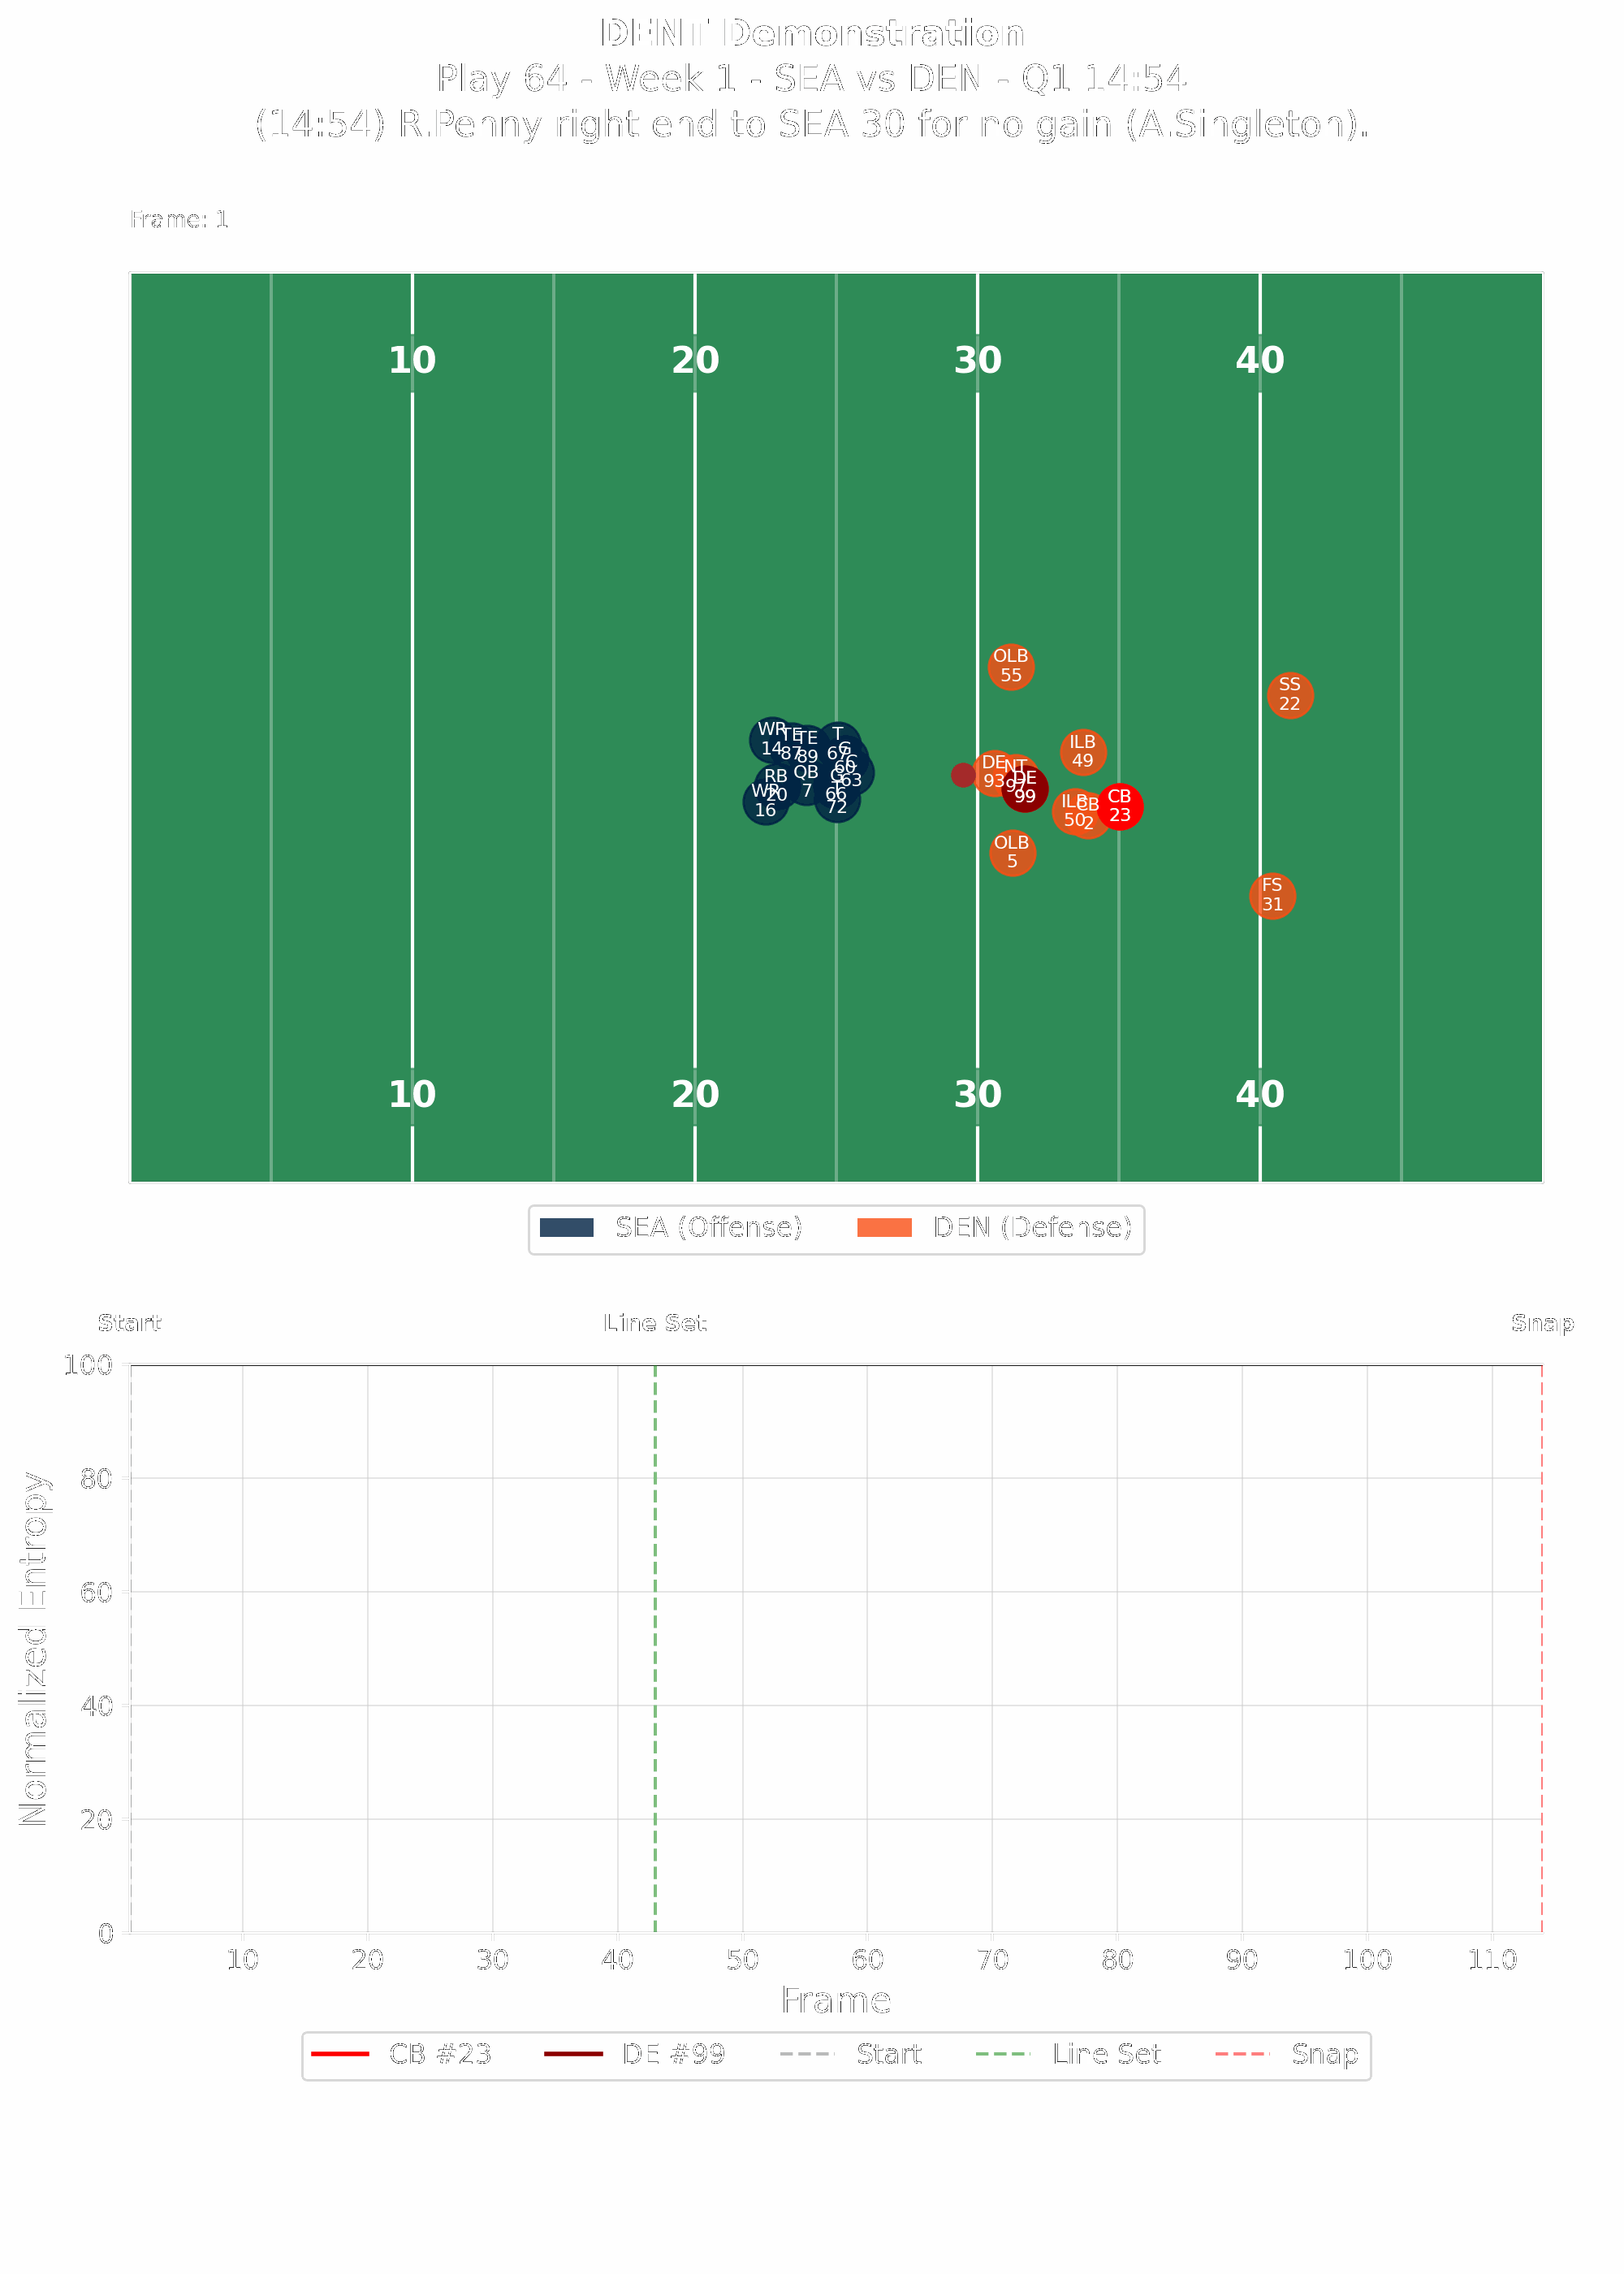 DENT Demonstration
Play 64 - Week 1 - SEA vs DEN - Q1 14:54
(14:54) R.Penny right end to SEA 30 for no gain (A.Singleton).
Frame: 1
10 20 30 40
OLB
55
SS
22
WR
14
TE
87
TE
89
T
67
G
60
C
63
ILB
49
DE
93
NT
97
DE
99
RB
20
QB
7
G
66
WR
16
T
72
ILB
50
CB
2
CB
23
OLB
5
FS
31
10 20 30 40
SEA (Offense) DEN (Defense)
Start Line Set Snap
100
80
60
40
20
0
Normalized Entropy
10 20 30 40 50 60 70 80 90 100 110
Frame
CB #23 DE #99 Start Line Set Snap